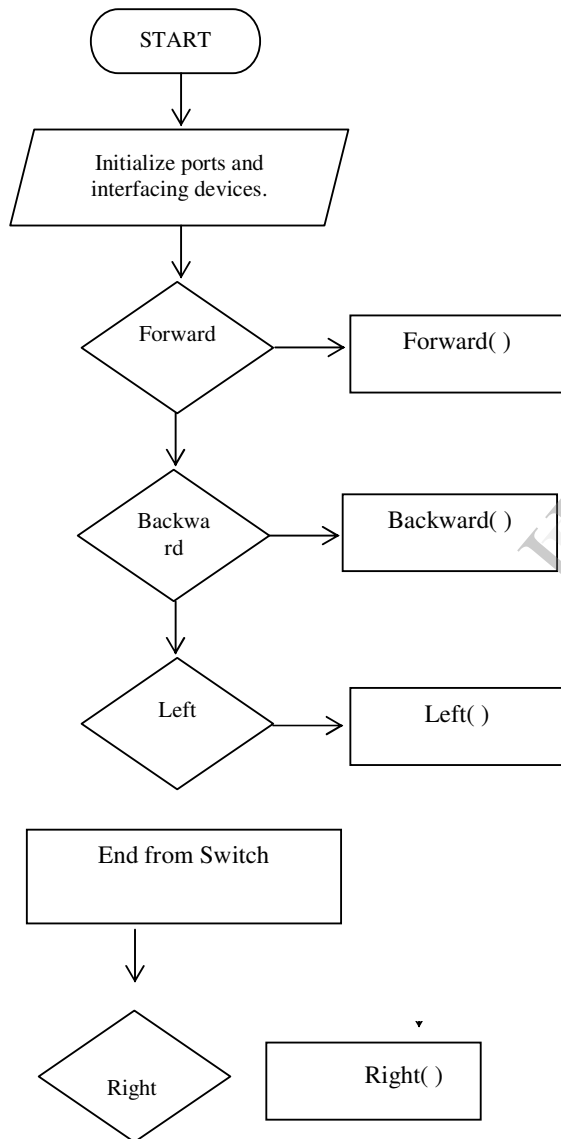 START
Initialize ports and
interfacing devices.
Forward
Forward( )
Backwa
rd
Backward( )
Left
Left( )
End from Switch
Right
Right( )